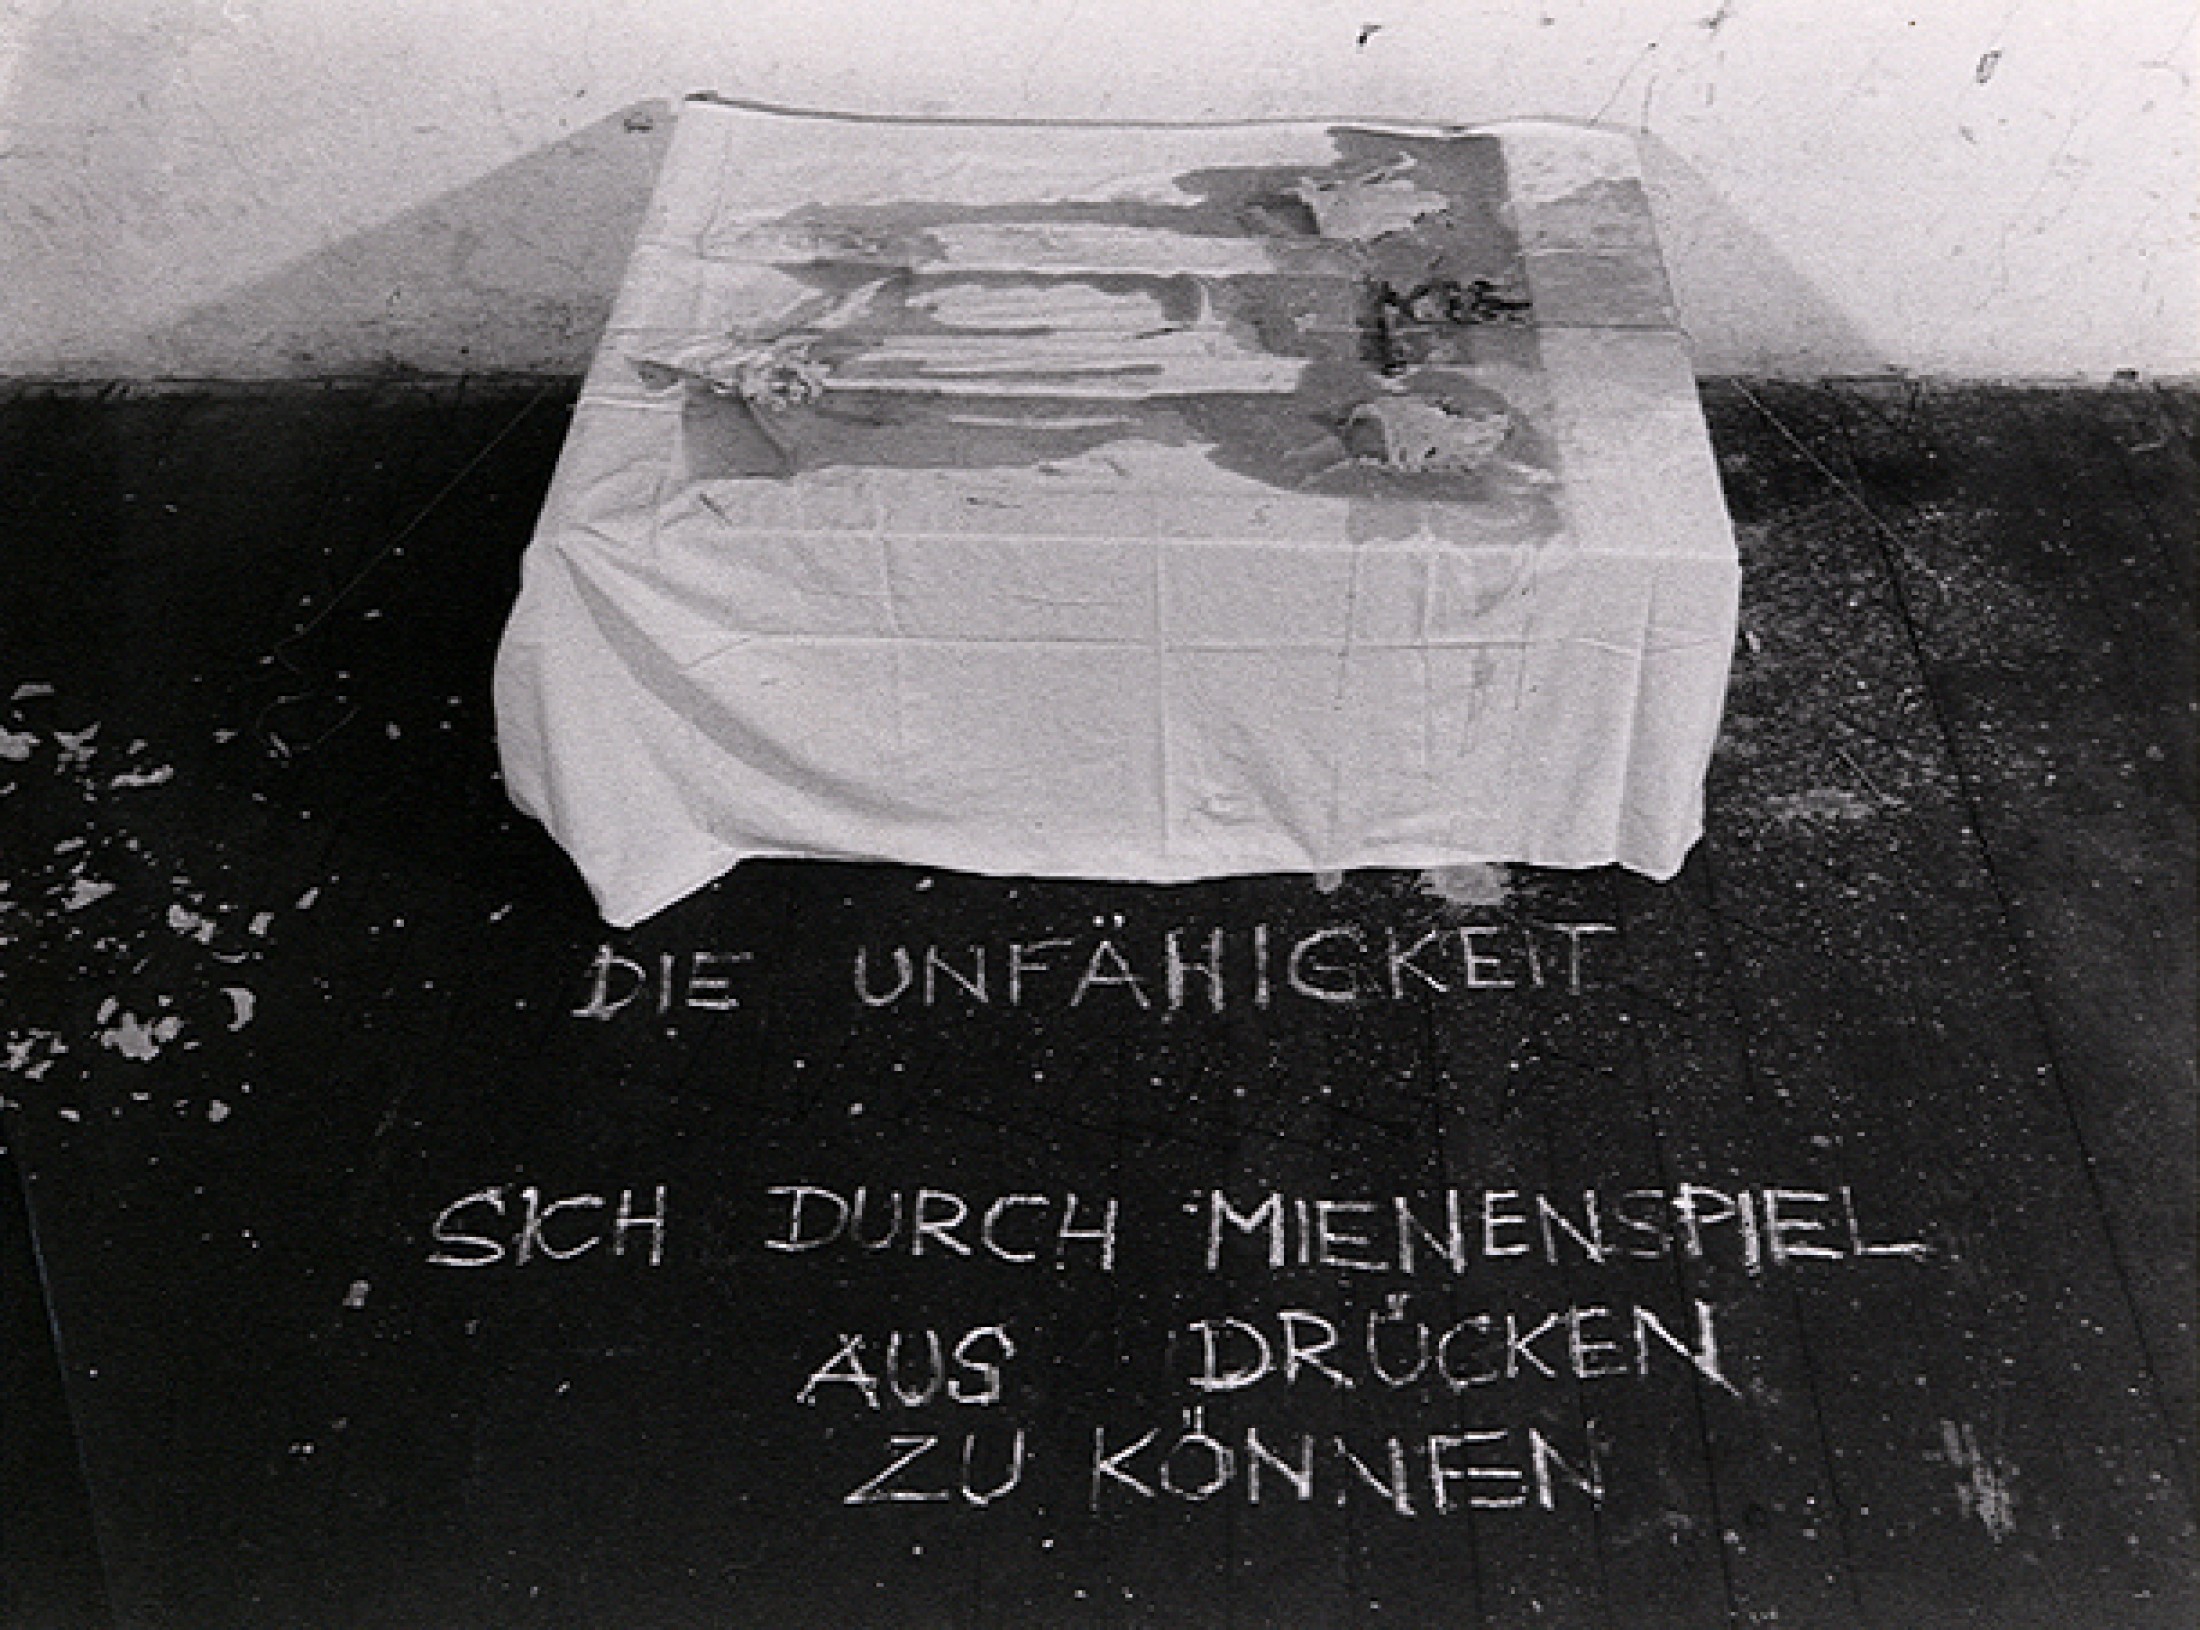 DIE UNFÄHIGKEIT
SICH DURCH MIENENSPIEL
AUS DRÜCKEN
ZU KÖNNEN